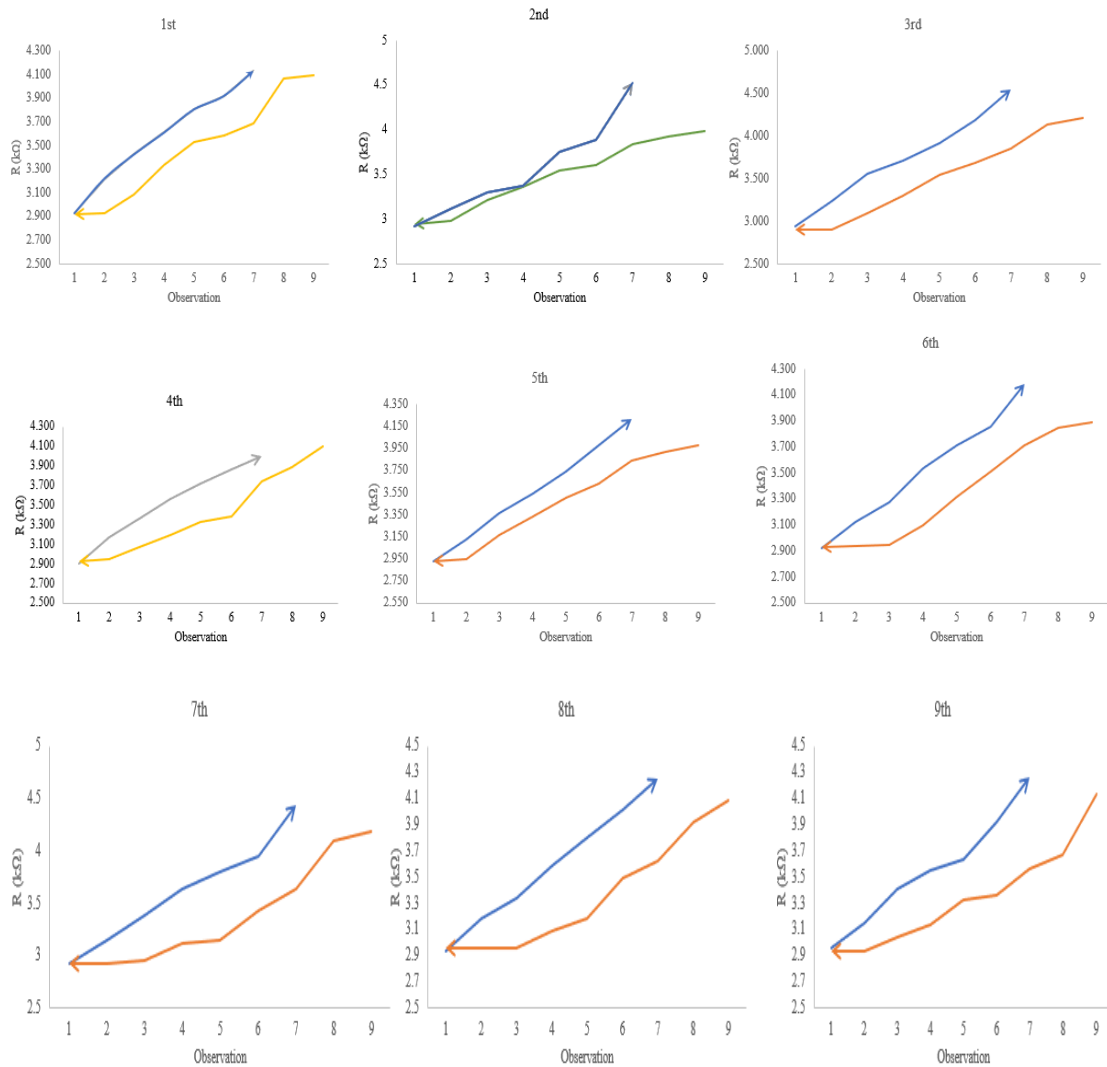 1st
4.300
4.100
3.900
3.700
3.500
3.300
3.100
2.900
2.700
2.500
R (kΩ)
1 2 3 4 5 6 7 8 9
Observation
2nd
5
4.5
4
3.5
3
2.5
R (kΩ)
1 2 3 4 5 6 7 8 9
Observation
3rd
5.000
4.500
4.000
3.500
3.000
2.500
R (kΩ)
1 2 3 4 5 6 7 8 9
Observation
4th
4.300
4.100
3.900
3.700
3.500
3.300
3.100
2.900
2.700
2.500
R (kΩ)
1 2 3 4 5 6 7 8 9
Observation
5th
4.350
4.150
3.950
3.750
3.550
3.350
3.150
2.950
2.750
2.550
R (kΩ)
1 2 3 4 5 6 7 8 9
Observation
6th
4.300
4.100
3.900
3.700
3.500
3.300
3.100
2.900
2.700
2.500
R (kΩ)
1 2 3 4 5 6 7 8 9
Observation
7th
5
4.5
4
3.5
3
2.5
R (kΩ)
1 2 3 4 5 6 7 8 9
Observation
8th
4.5
4.3
4.1
3.9
3.7
3.5
3.3
3.1
2.9
2.7
2.5
R (kΩ)
1 2 3 4 5 6 7 8 9
Observation
9th
4.5
4.3
4.1
3.9
3.7
3.5
3.3
3.1
2.9
2.7
2.5
R (kΩ)
1 2 3 4 5 6 7 8 9
Observation